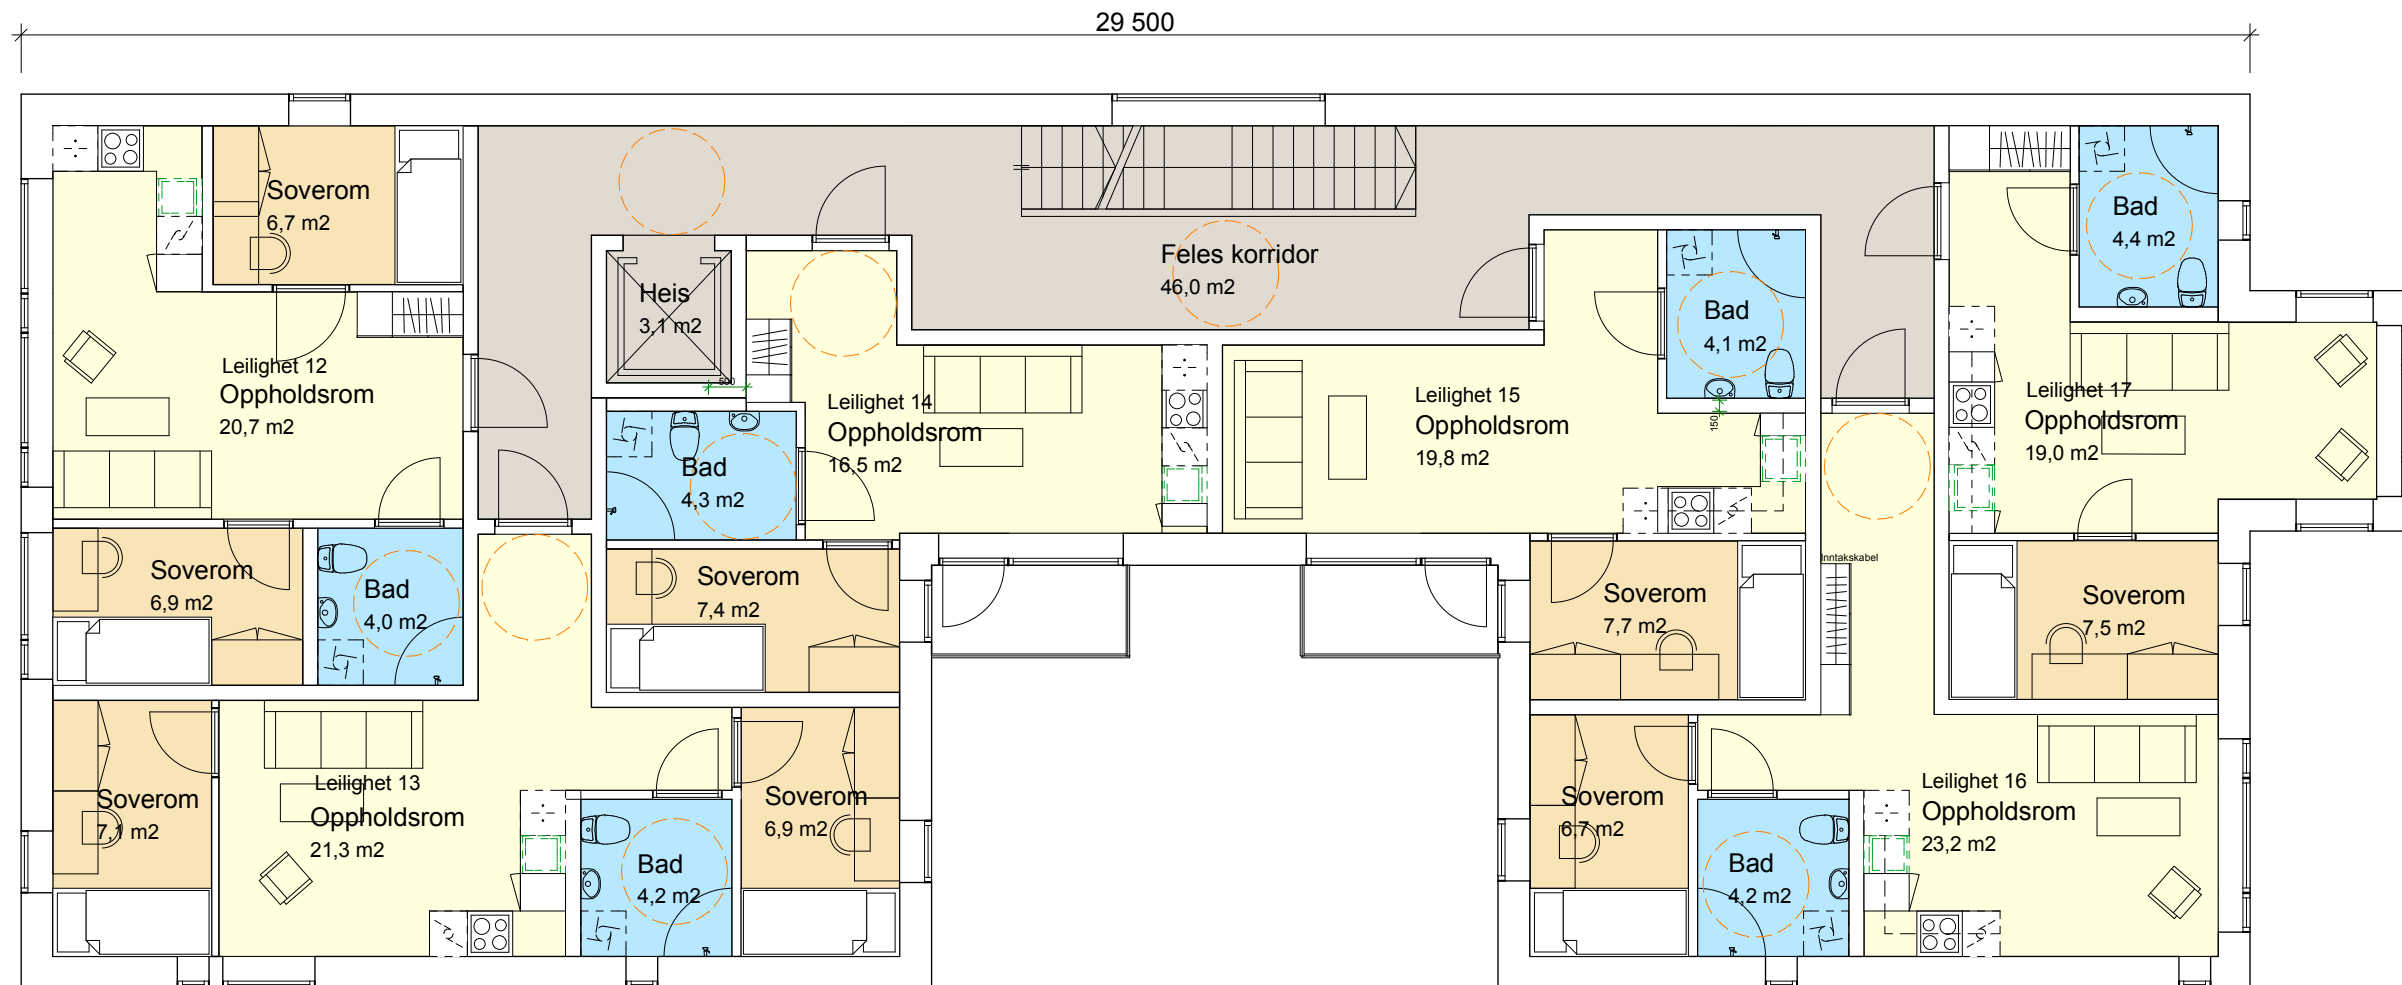 29 500
Soverom
6,7 m2
Bad
4,4 m2
Feles korridor
46,0 m2
Heis
3,1 m2
500
Bad
4,1 m2
150
Leilighet 12
Oppholdsrom
20,7 m2
Leilighet 14
Oppholdsrom
16,5 m2
Leilighet 15
Oppholdsrom
19,8 m2
Leilighet 17
Oppholdsrom
19,0 m2
Bad
4,3 m2
Soverom
6,9 m2
Bad
4,0 m2
Soverom
7,4 m2
Inntakskabel
Soverom
7,7 m2
Soverom
7,5 m2
Soverom
7,1 m2
Leilighet 13
Oppholdsrom
21,3 m2
Bad
4,2 m2
Soverom
6,9 m2
Soverom
6,7 m2
Bad
4,2 m2
Leilighet 16
Oppholdsrom
23,2 m2